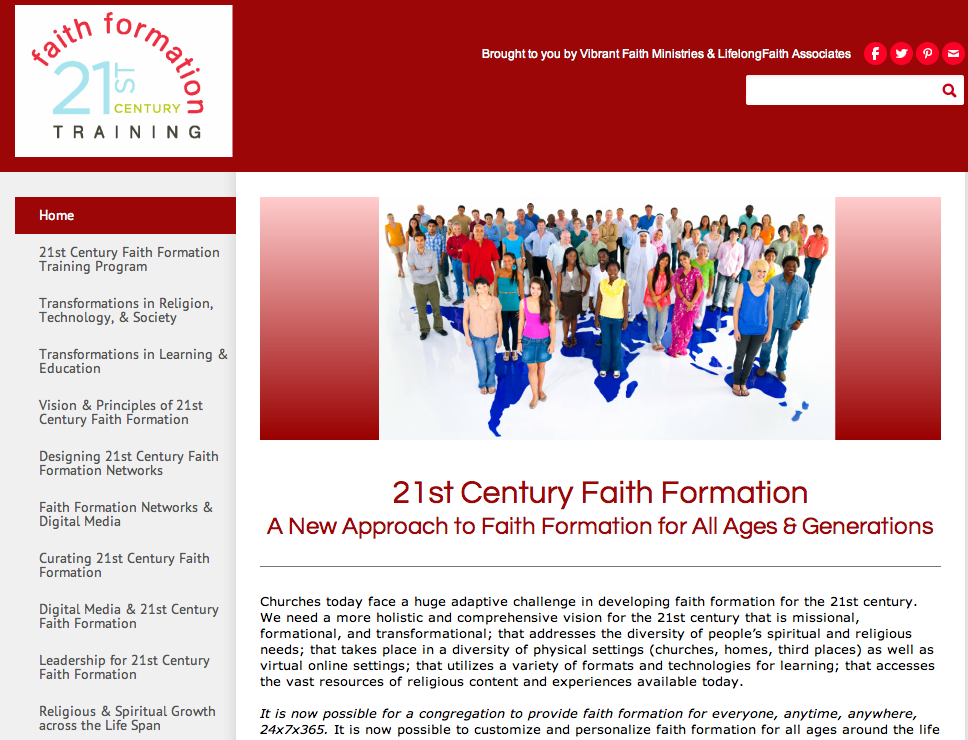 faith formation
21ST
CENTURY
TRAINING
Brought to you by Vibrant Faith Ministries & LifelongFaith Associates
Home
21st Century Faith Formation
Training Program
Transformations in Religion,
Technology, & Society
Transformations in Learning &
Education
Vision & Principles of 21st
Century Faith Formation
Designing 21st Century Faith
Formation Networks
Faith Formation Networks &
Digital Media
Curating 21st Century Faith
Formation
Digital Media & 21st Century
Faith Formation
Leadership for 21st Century
Faith Formation
Religious & Spiritual Growth
across the Life Span
21st Century Faith Formation
A New Approach to Faith Formation for All Ages & Generations
Churches today face a huge adaptive challenge in developing faith formation for the 21st century.
We need a more holistic and comprehensive vision for the 21st century that is missional,
formational, and transformational; that addresses the diversity of people’s spiritual and religious
needs; that takes place in a diversity of physical settings (churches, homes, third places) as well as
virtual online settings; that utilizes a variety of formats and technologies for learning; that accesses
the vast resources of religious content and experiences available today.
It is now possible for a congregation to provide faith formation for everyone, anytime, anywhere,
24x7x365. It is now possible to customize and personalize faith formation for all ages around the life